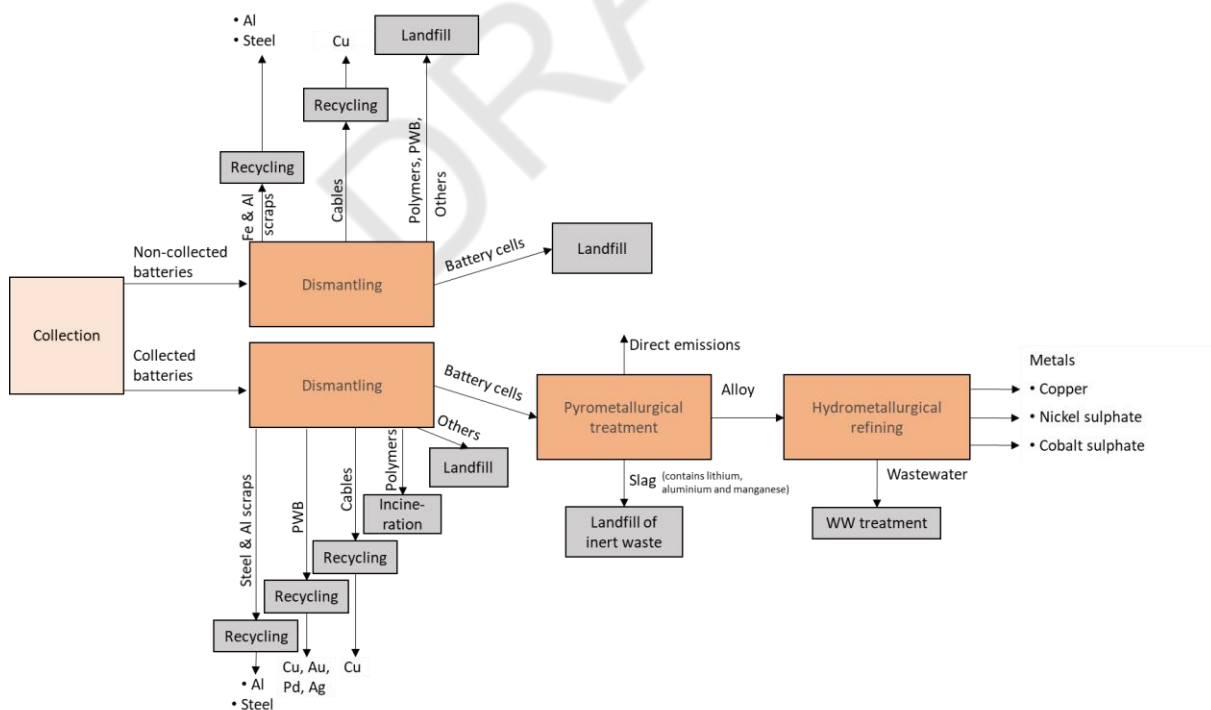 • Al
• Steel
Cu
Landfill
Recycling
Recycling
Fe & Al
scraps
Cables
Polymers, PWB,
Others
Non-collected
batteries
Dismantling
Battery cells
Landfill
Collection
Collected
batteries
Dismantling
Battery cells
Others
Landfill
Direct emissions
Pyrometallurgical
treatment
Alloy
Hydrometallurgical
refining
Metals
• Copper
• Nickel sulphate
• Cobalt sulphate
Slag (contains lithium,
aluminium and manganese)
Landfill of
inert waste
Wastewater
WW treatment
Steel & Al scraps
PWB
Cables
Polymers
Incine-
ration
Recycling
Recycling
Recycling
• Al
• Steel
Cu, Au,
Pd, Ag
Cu
DRA